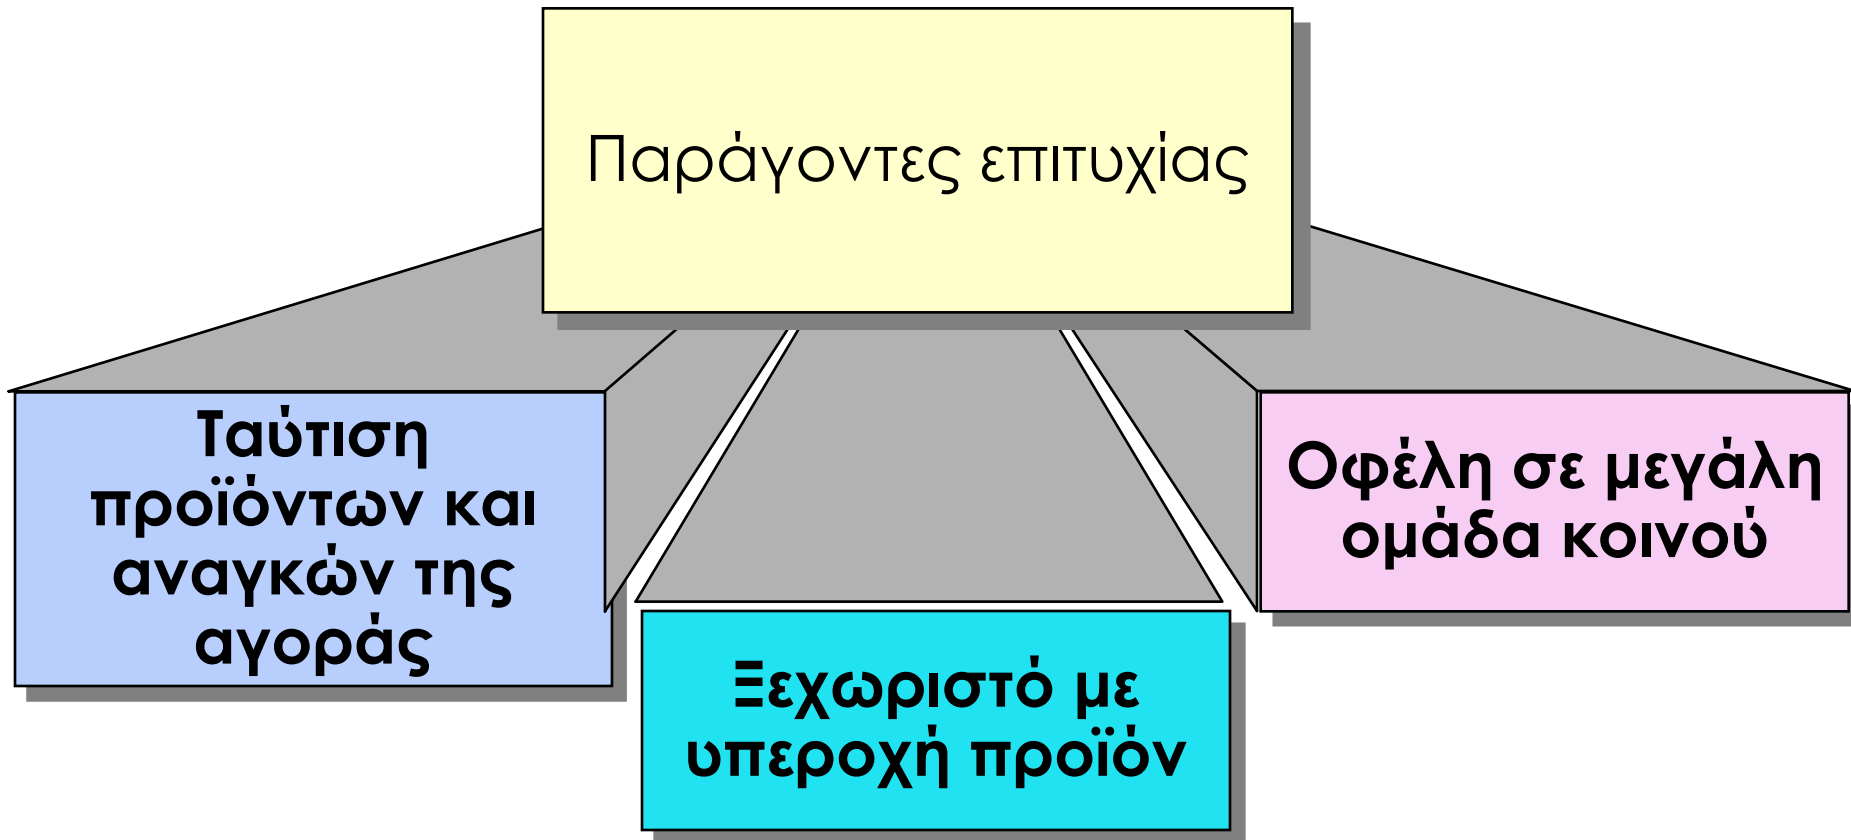 Παράγοντες επιτυχίας
Ταύτιση
προϊόντων και
αναγκών της
αγοράς
Ξεχωριστό με
υπεροχή προϊόν
Οφέλη σε μεγάλη
ομάδα κοινού